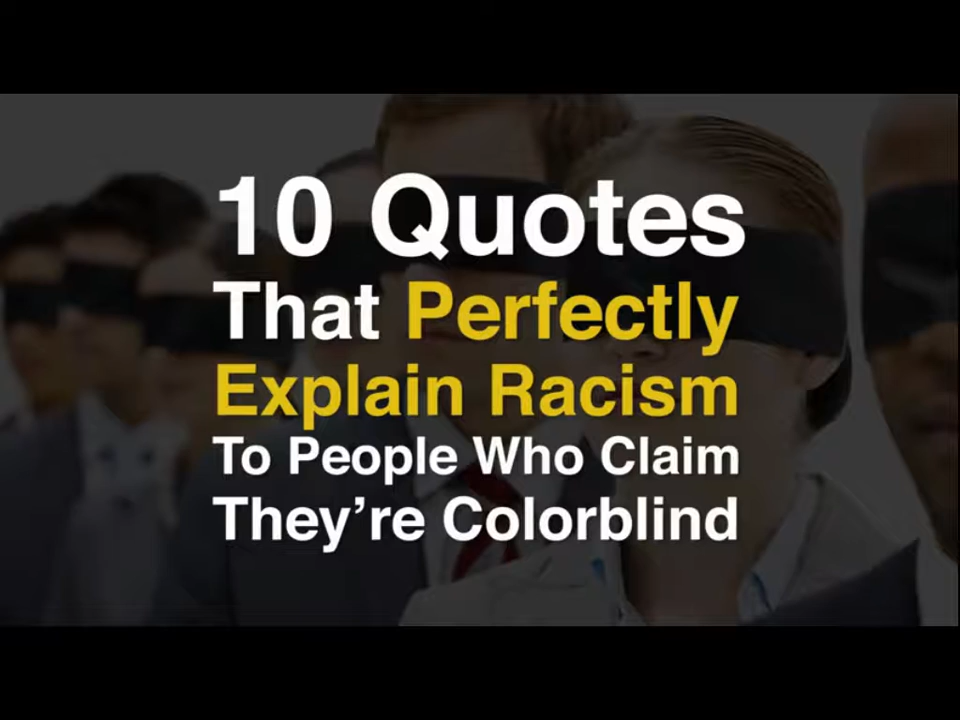 10 Quotes
That Perfectly
Explain Racism
To People Who Claim
They’re Colorblind